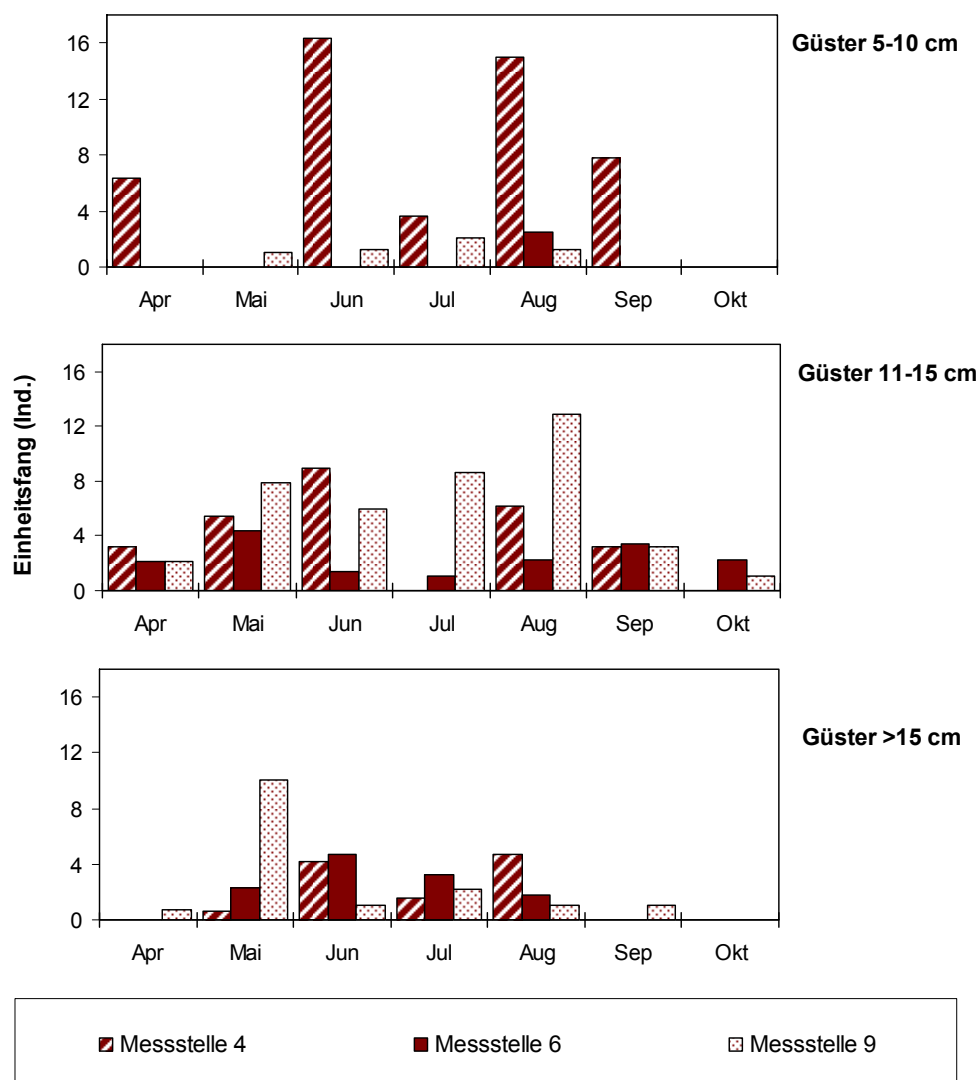 Güster 5-10 cm
16
12
8
4
0
Apr Mai Jun Jul Aug Sep Okt
Güster 11-15 cm
Einheitsfang (Ind.)
16
12
8
4
0
Apr Mai Jun Jul Aug Sep Okt
Güster >15 cm
16
12
8
4
0
Apr Mai Jun Jul Aug Sep Okt
Messstelle 4 Messstelle 6 Messstelle 9